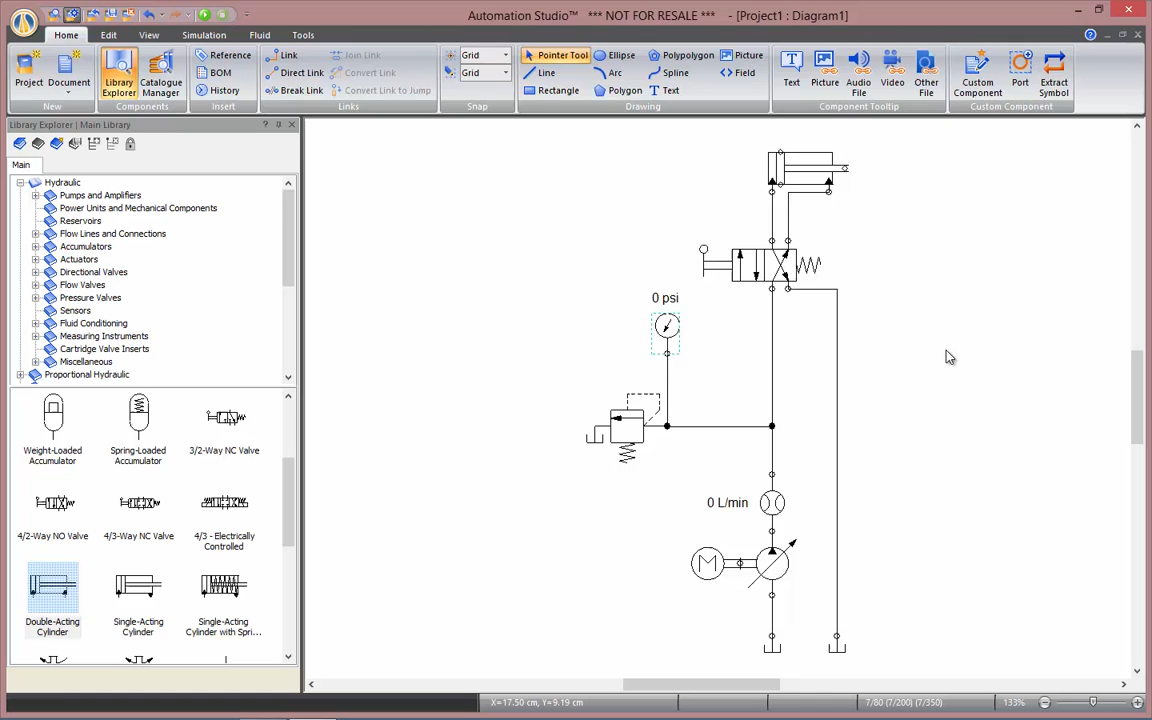 Automation Studio™ *** NOT FOR RESALE *** - [Project1 : Diagram1]
Home Edit View Simulation Fluid Tools
Project Document
New
Library Explorer
Catalogue Manager
Components
Reference
BOM
History
Insert
Link
Direct Link
Break Link
Join Link
Convert Link
Convert Link to Jump
Links
Grid
Grid
Snap
Pointer Tool
Line
Rectangle
Ellipse
Arc
Polygon
Polypolygon
Spline
Text
Picture
Field
Drawing
Text
Picture
Audio File
Video
Other File
Component Tooltip
Custom Component
Port
Extract Symbol
Custom Component
Library Explorer | Main Library
Main
Hydraulic
Pumps and Amplifiers
Power Units and Mechanical Components
Reservoirs
Flow Lines and Connections
Accumulators
Actuators
Directional Valves
Flow Valves
Pressure Valves
Sensors
Fluid Conditioning
Measuring Instruments
Cartridge Valve Inserts
Miscellaneous
Proportional Hydraulic
Weight-Loaded Accumulator
Spring-Loaded Accumulator
3/2-Way NC Valve
4/2-Way NO Valve
4/3-Way NC Valve
4/3 - Electrically Controlled
Double-Acting Cylinder
Single-Acting Cylinder
Single-Acting Cylinder with Spri...
0 psi
0 L/min
M
X=17.50 cm, Y=9.19 cm
7/80 (7/200) (7/350)
133%